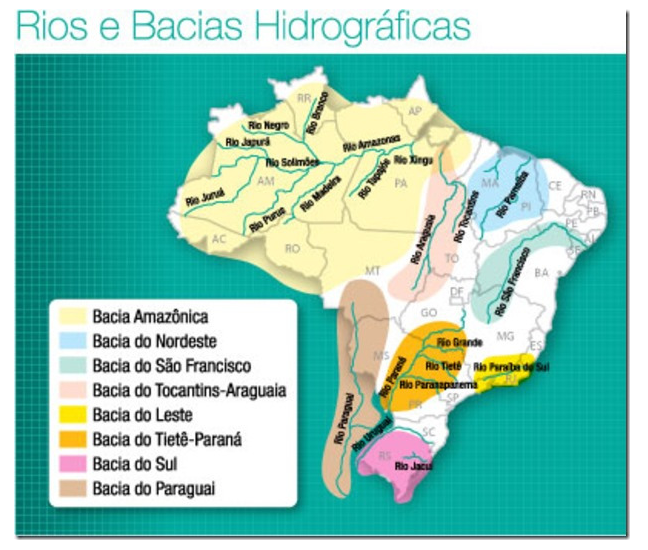 Rios e Bacias Hidrográficas
RR
AP
Rio Branco
Rio Negro
Rio Japurá
Rio Solimões
Rio Amazonas
Rio Xingu
Rio Tapajós
AM
PA
Rio Juruá
Rio Purus
Rio Madeira
MA
Rio Parnaíba
CE
RN
PB
PI
PE
AL
SE
AC
RO
Rio Araguaia
Rio Tocantins
TO
MT
BA
Rio São Francisco
DF
GO
MG
ES
MS
Rio Grande
Rio Tietê
Rio Paraná
Rio Paranapanema
Rio Paraíba do Sul
RJ
SP
PR
Rio Paraguai
Rio Uruguai
SC
RS
Rio Jacuí
Bacia Amazônica
Bacia do Nordeste
Bacia do São Francisco
Bacia do Tocantins-Araguaia
Bacia do Leste
Bacia do Tietê-Paraná
Bacia do Sul
Bacia do Paraguai